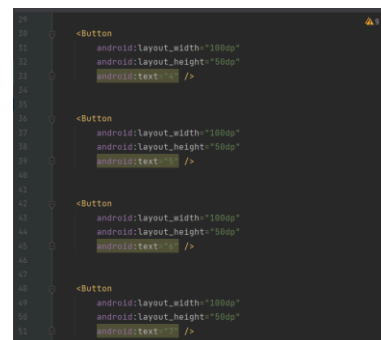 29
30 <Button
31 android:layout_width="100dp"
32 android:layout_height="50dp"
33 android:text="4" />
34
35
36 <Button
37 android:layout_width="100dp"
38 android:layout_height="50dp"
39 android:text="5" />
40
41
42 <Button
43 android:layout_width="100dp"
44 android:layout_height="50dp"
45 android:text="6" />
46
47
48 <Button
49 android:layout_width="100dp"
50 android:layout_height="50dp"
51 android:text="7" />